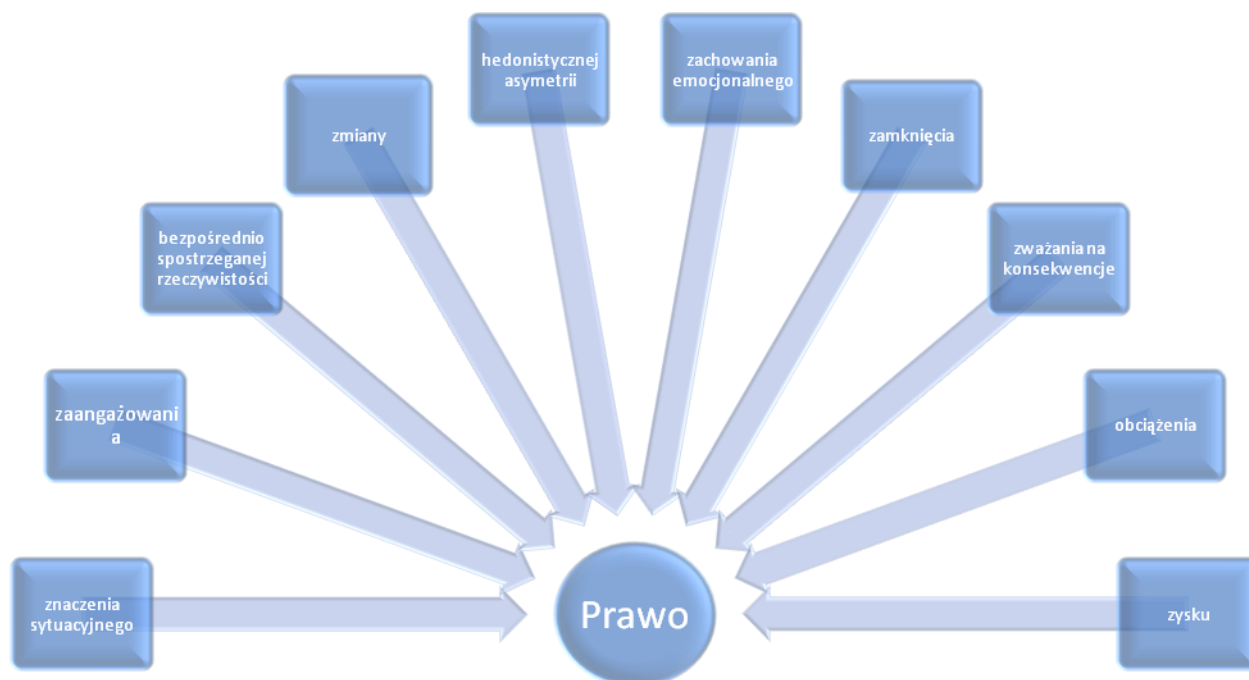 hedonistycznej
asymetrii
zachowania
emocjonalnego
zmiany
zamknięcia
bezpośrednio
spostrzeganej
rzeczywistości
zważania na
konsekwencje
zaangażowani
a
obciążenia
znaczenia
sytuacyjnego
Prawo
zysku